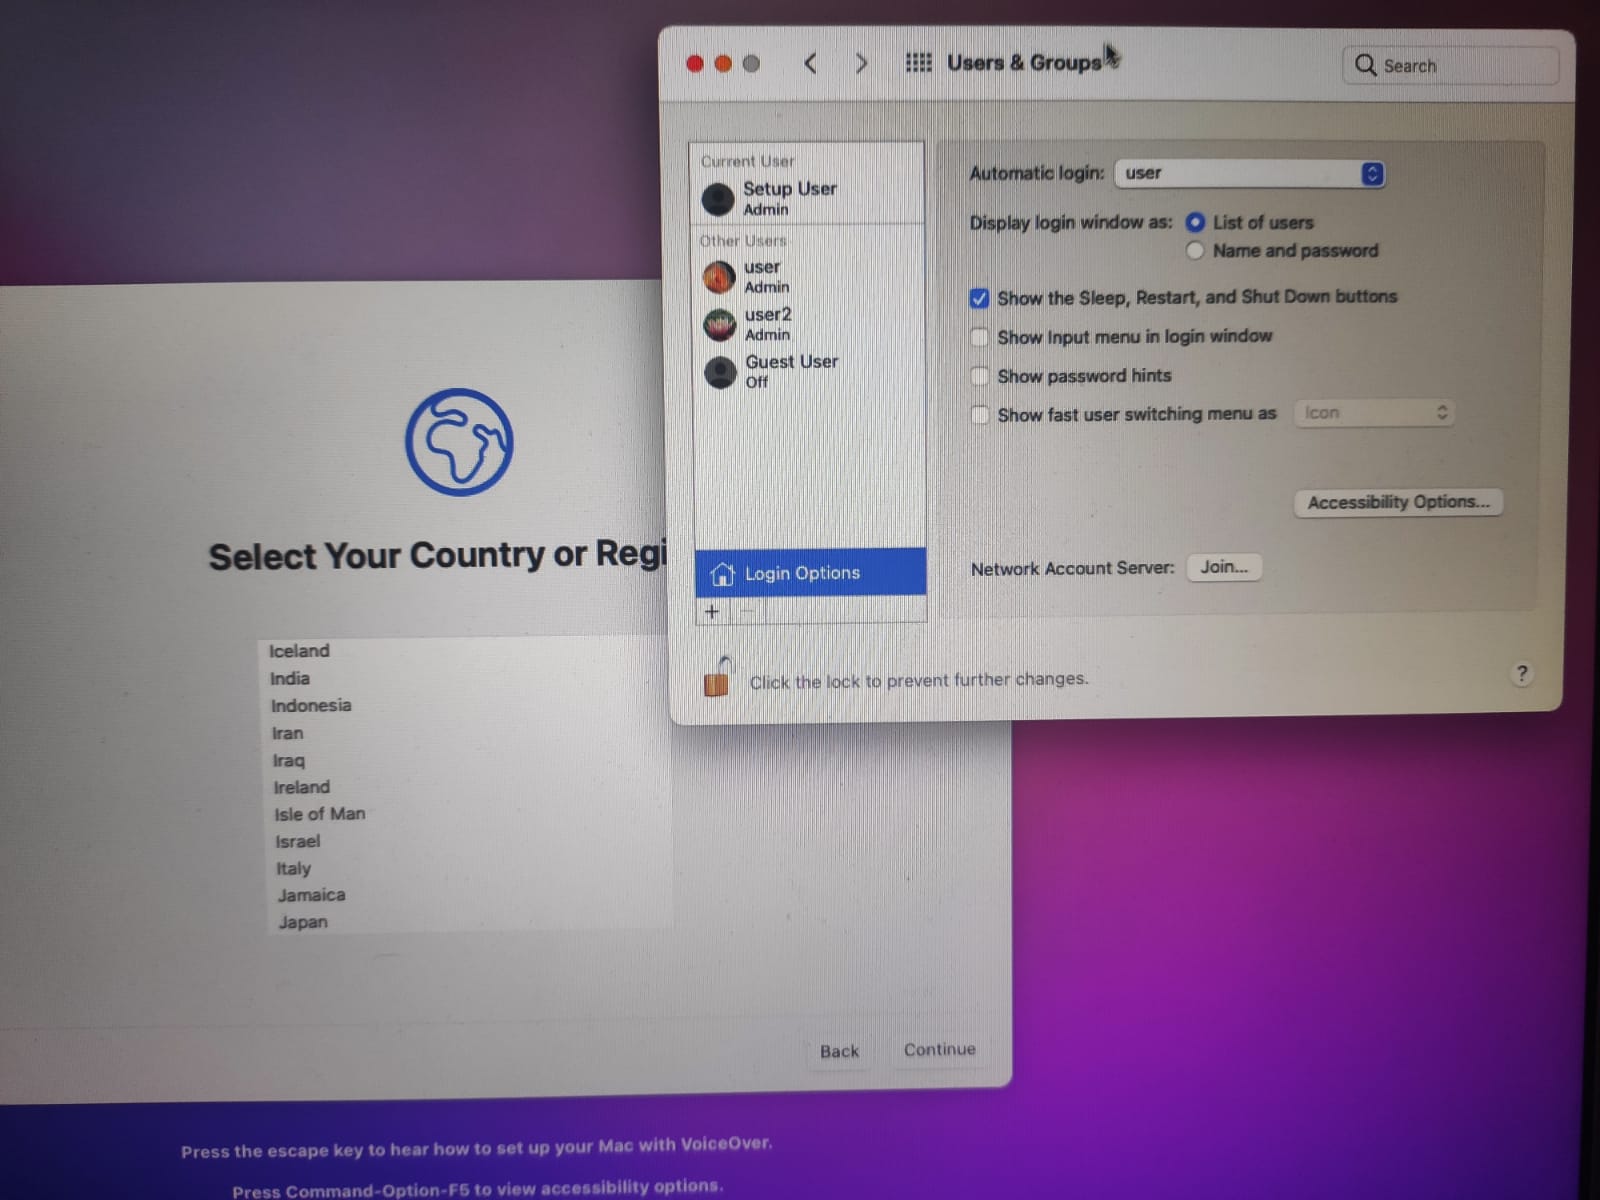 Users & Groups
Search
Current User
Setup User
Admin
Other Users
user
Admin
user2
Admin
Guest User
Off
Login Options
+
Automatic login: user
Display login window as: List of users
Name and password
Show the Sleep, Restart, and Shut Down buttons
Show Input menu in login window
Show password hints
Show fast user switching menu as Icon
Accessibility Options...
Network Account Server: Join...
Click the lock to prevent further changes.
?
Select Your Country or Regi
Iceland
India
Indonesia
Iran
Iraq
Ireland
Isle of Man
Israel
Italy
Jamaica
Japan
Back Continue
Press the escape key to hear how to set up your Mac with VoiceOver.
Press Command-Option-F5 to view accessibility options.